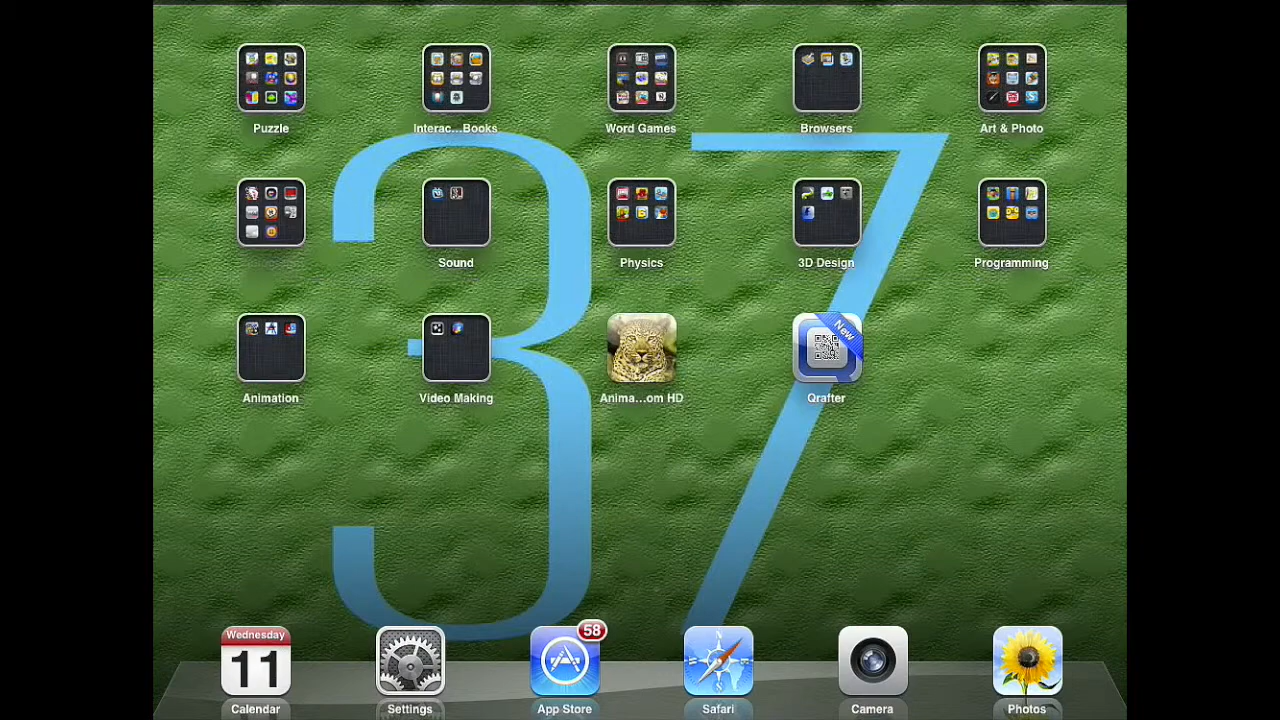 37
Puzzle
Interac...Books
Word Games
Browsers
Art & Photo
Sound
Physics
3D Design
Programming
New
Animation
Video Making
Anima...om HD
Qrafter
Wednesday
11
58
N
Calendar
Settings
App Store
Safari
Camera
Photos